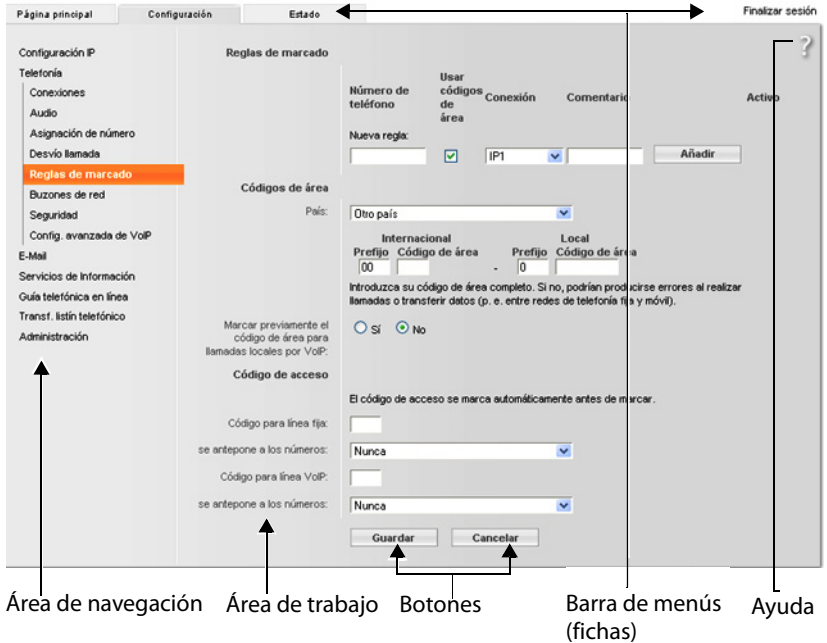 Página principal Configuración Estado Finalizar sesión
Configuración IP
Telefonía
Conexiones
Audio
Asignación de número
Desvío llamada
Reglas de marcado
Buzones de red
Seguridad
Config. avanzada de VoIP
E-Mail
Servicios de Información
Guía telefónica en línea
Transf. listín telefónico
Administración
Reglas de marcado
Número de teléfono Usar códigos de área Conexión Comentario Activo
Nueva regla:
IP1 Añadir
Códigos de área
País: Otro país
Internacional Local
Prefijo Código de área Prefijo Código de área
00 - 0
Introduzca su código de área completo. Si no, podrían producirse errores al realizar
llamadas o transferir datos (p. e. entre redes de telefonía fija y móvil).
Marcar previamente el
código de área para
llamadas locales por VoIP:
Sí No
Código de acceso
El código de acceso se marca automáticamente antes de marcar.
Código para línea fija:
se antepone a los números: Nunca
Código para línea VoIP:
se antepone a los números: Nunca
Guardar Cancelar
?
Área de navegación Área de trabajo Botones Barra de menús
(fichas)
Ayuda